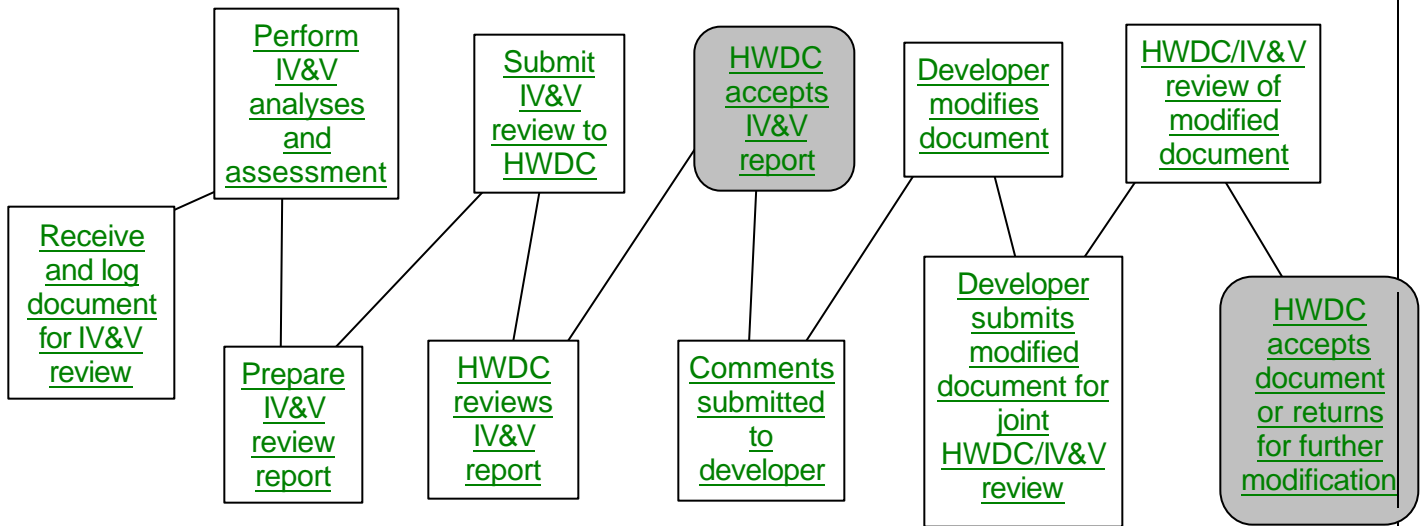 Receive
and log
document
for IV&V
review
Perform
IV&V
analyses
and
assessment
Prepare
IV&V
review
report
Submit
IV&V
review to
HWDC
HWDC
reviews
IV&V
report
HWDC
accepts
IV&V
report
Comments
submitted
to
developer
Developer
modifies
document
Developer
submits
modified
document for
joint
HWDC/IV&V
review
HWDC/IV&V
review of
modified
document
HWDC
accepts
document
or returns
for further
modification